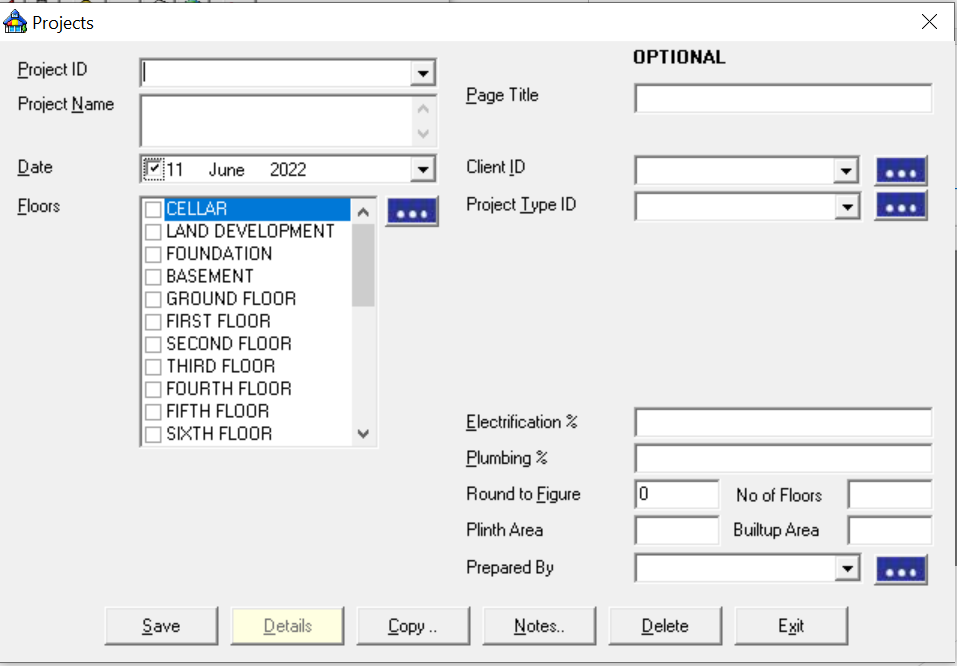 Projects
OPTIONAL
Project ID
Project Name
Date
11 June 2022
Floors
CELLAR
LAND DEVELOPMENT
FOUNDATION
BASEMENT
GROUND FLOOR
FIRST FLOOR
SECOND FLOOR
THIRD FLOOR
FOURTH FLOOR
FIFTH FLOOR
SIXTH FLOOR
Page Title
Client ID
Project Type ID
Electrification %
Plumbing %
Round to Figure 0 No of Floors
Plinth Area Builtup Area
Prepared By
Save Details Copy .. Notes.. Delete Exit